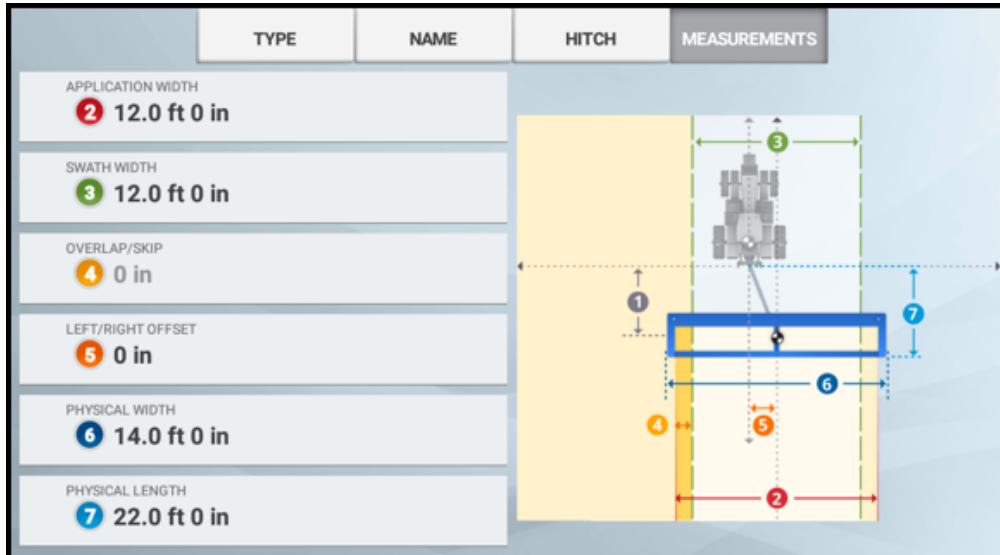 TYPE
NAME
HITCH
MEASUREMENTS
APPLICATION WIDTH
2 12.0 ft 0 in
SWATH WIDTH
3 12.0 ft 0 in
OVERLAP/SKIP
4 0 in
LEFT/RIGHT OFFSET
5 0 in
PHYSICAL WIDTH
6 14.0 ft 0 in
PHYSICAL LENGTH
7 22.0 ft 0 in
3
1
7
6
4
5
2